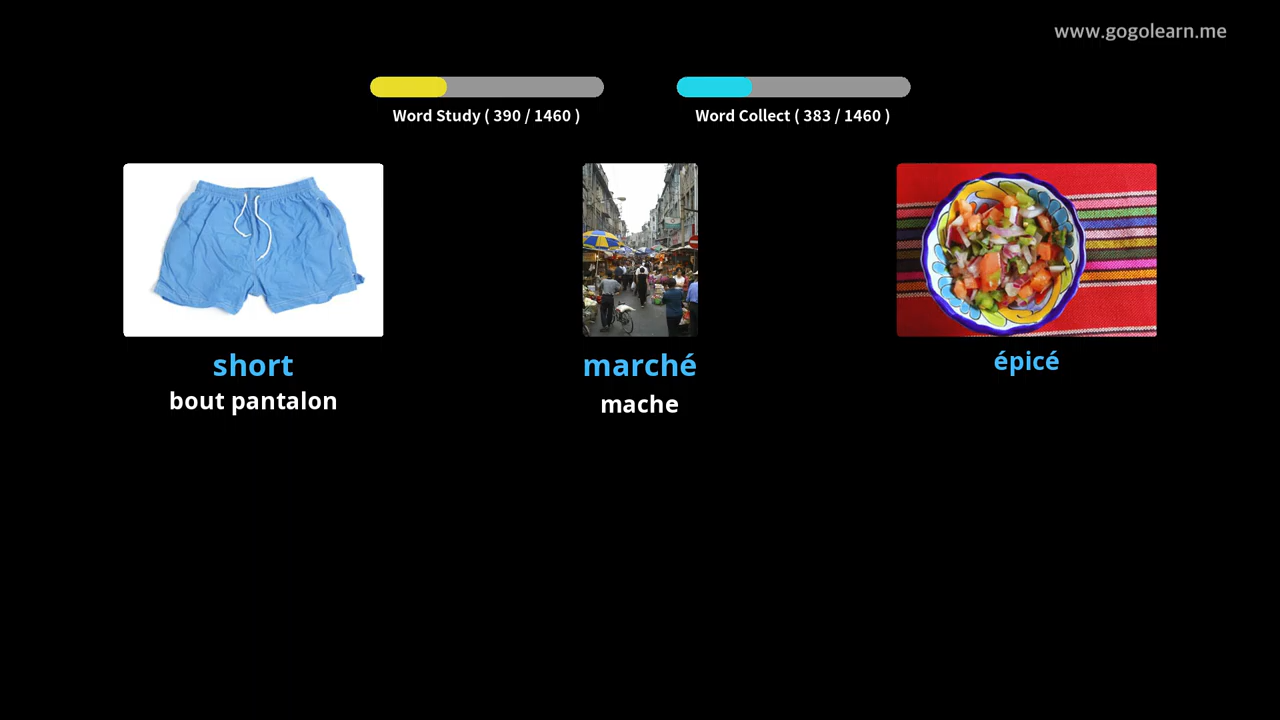 www.gogolearn.me
Word Study ( 390 / 1460 )
Word Collect ( 383 / 1460 )
short
bout pantalon
marché
mache
épicé